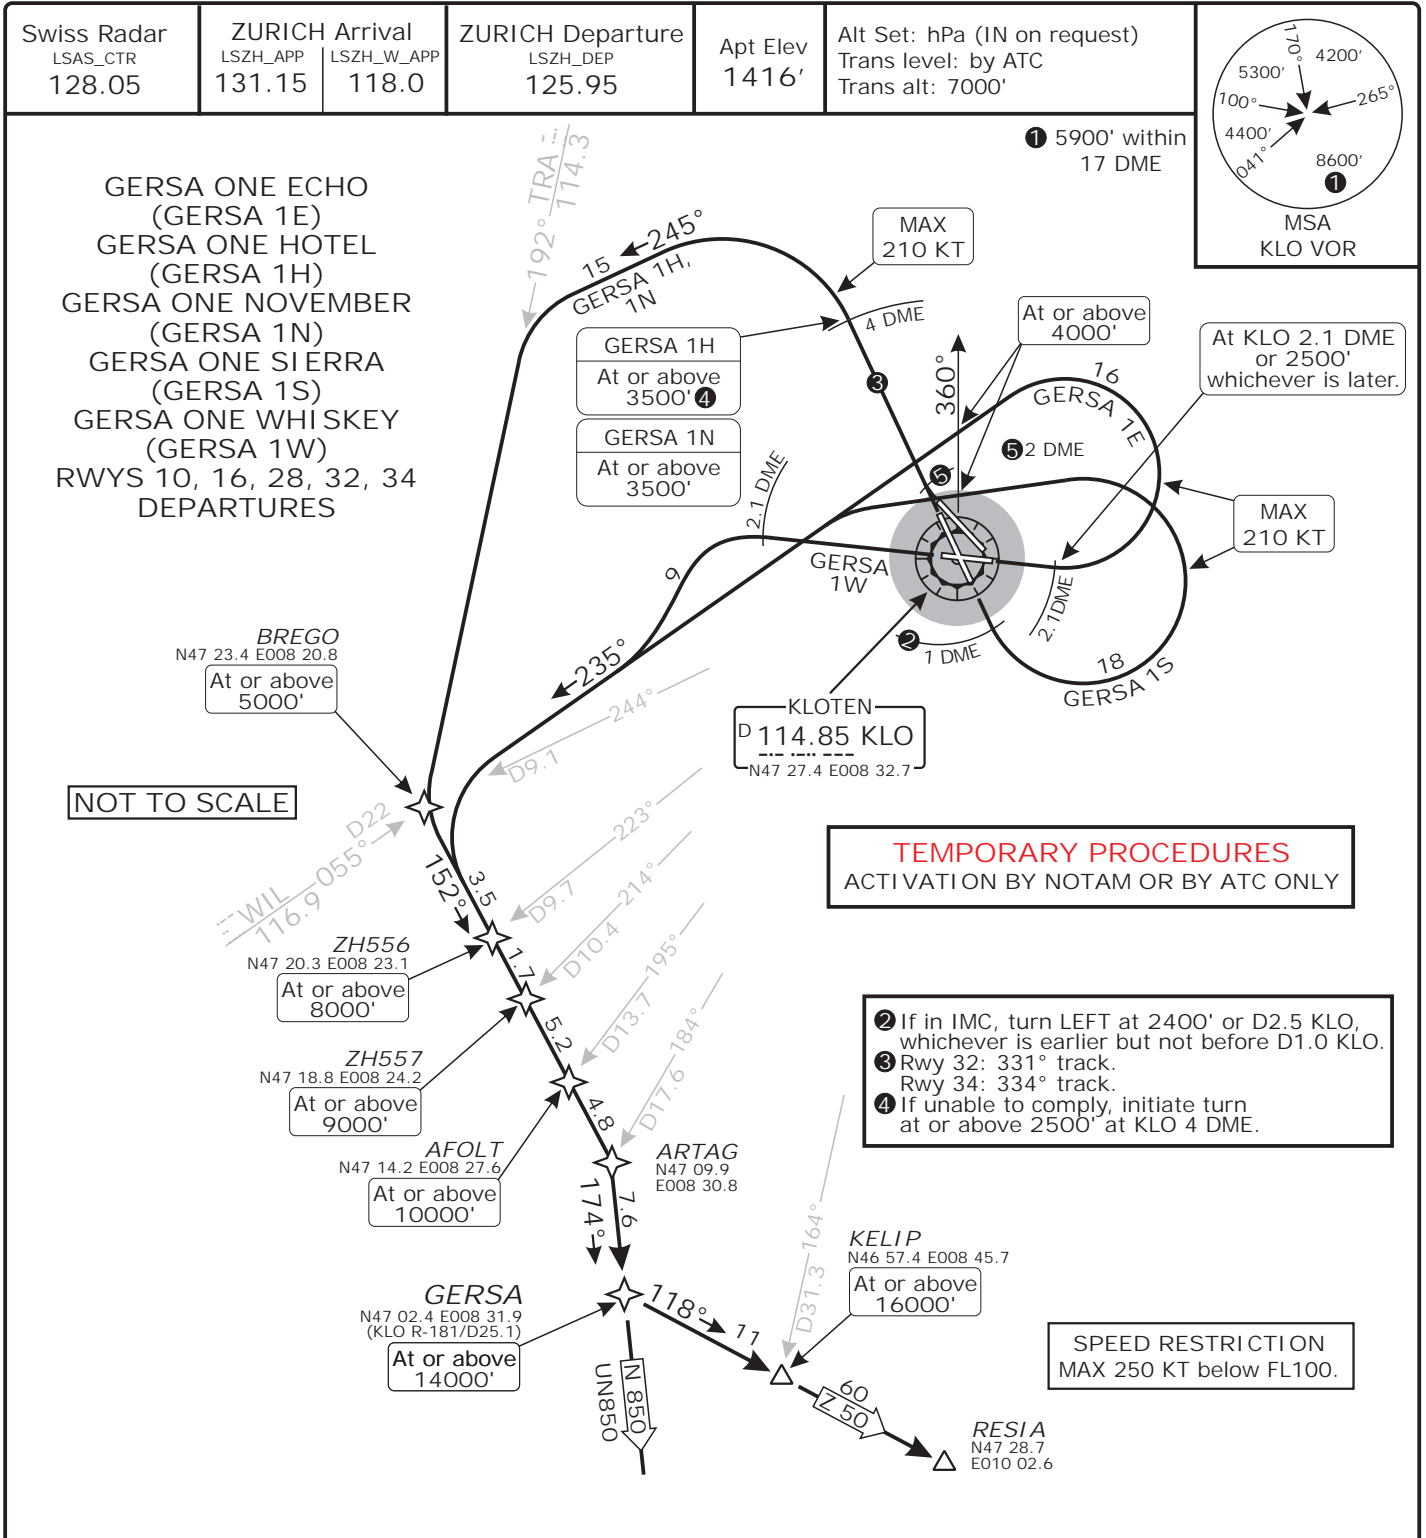 Swiss Radar
LSAS_CTR
128.05
ZURICH Arrival
LSZH_APP
131.15
LSZH_W_APP
118.0
ZURICH Departure
LSZH_DEP
125.95
Apt Elev
1416'
Alt Set: hPa (IN on request)
Trans level: by ATC
Trans alt: 7000'
170°
4200'
5300'
100°
265°
4400'
041°
8600'
1
MSA
KLO VOR
1 5900' within
17 DME
GERSA ONE ECHO
(GERSA 1E)
GERSA ONE HOTEL
(GERSA 1H)
GERSA ONE NOVEMBER
(GERSA 1N)
GERSA ONE SIERRA
(GERSA 1S)
GERSA ONE WHISKEY
(GERSA 1W)
RWYS 10, 16, 28, 32, 34
DEPARTURES
192° TRA
114.3
245°
15
GERSA 1H,
1N
MAX
210 KT
4 DME
GERSA 1H
At or above
3500' 4
GERSA 1N
At or above
3500'
3
360°
At or above
4000'
At KLO 2.1 DME
or 2500'
whichever is later.
16
GERSA 1E
5 2 DME
5
2.1 DME
MAX
210 KT
GERSA
1W
9
2.1DME
2
1 DME
18
GERSA 1S
235°
KLOTEN
D 114.85 KLO
N47 27.4 E008 32.7
BREGO
N47 23.4 E008 20.8
At or above
5000'
244°
D9.1
NOT TO SCALE
D22
WIL 055°
116.9
152°
3.5
223°
D9.7
TEMPORARY PROCEDURES
ACTIVATION BY NOTAM OR BY ATC ONLY
ZH556
N47 20.3 E008 23.1
At or above
8000'
1.7
214°
D10.4
ZH557
N47 18.8 E008 24.2
At or above
9000'
5.2
195°
D13.7
2 If in IMC, turn LEFT at 2400' or D2.5 KLO,
whichever is earlier but not before D1.0 KLO.
3 Rwy 32: 331° track.
Rwy 34: 334° track.
4 If unable to comply, initiate turn
at or above 2500' at KLO 4 DME.
AFOLT
N47 14.2 E008 27.6
At or above
10000'
4.8
184°
D17.6
ARTAG
N47 09.9
E008 30.8
174°
7.6
164°
D31.3
KELIP
N46 57.4 E008 45.7
At or above
16000'
GERSA
N47 02.4 E008 31.9
(KLO R-181/D25.1)
At or above
14000'
118°
11
N 850
UN850
60
Z 50
SPEED RESTRICTION
MAX 250 KT below FL100.
RESIA
N47 28.7
E010 02.6